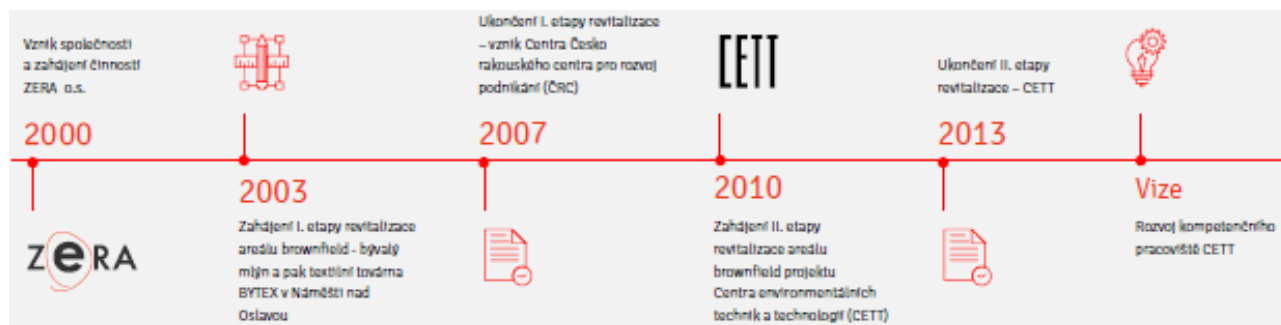 Vznik společnosti
a zahájení činnosti
ZERA o.s.
2000
ZeRA
2003
Zahájení I. etapy revitalizace
areálu brownfield - bývalý
mlýn a pak textilní továrna
BYTEX v Náměšti nad
Oslavou
Ukončení I. etapy revitalizace
– vznik Centra Česko
rakouského centra pro rozvoj
podnikání (ČRC)
2007
CETT
2010
Zahájení II. etapy
revitalizace areálu
brownfield projektu
Centra environmentálních
technik a technologií (CETT)
Ukončení II. etapy
revitalizace – CETT
2013
Vize
Rozvoj kompetenčního
pracoviště CETT